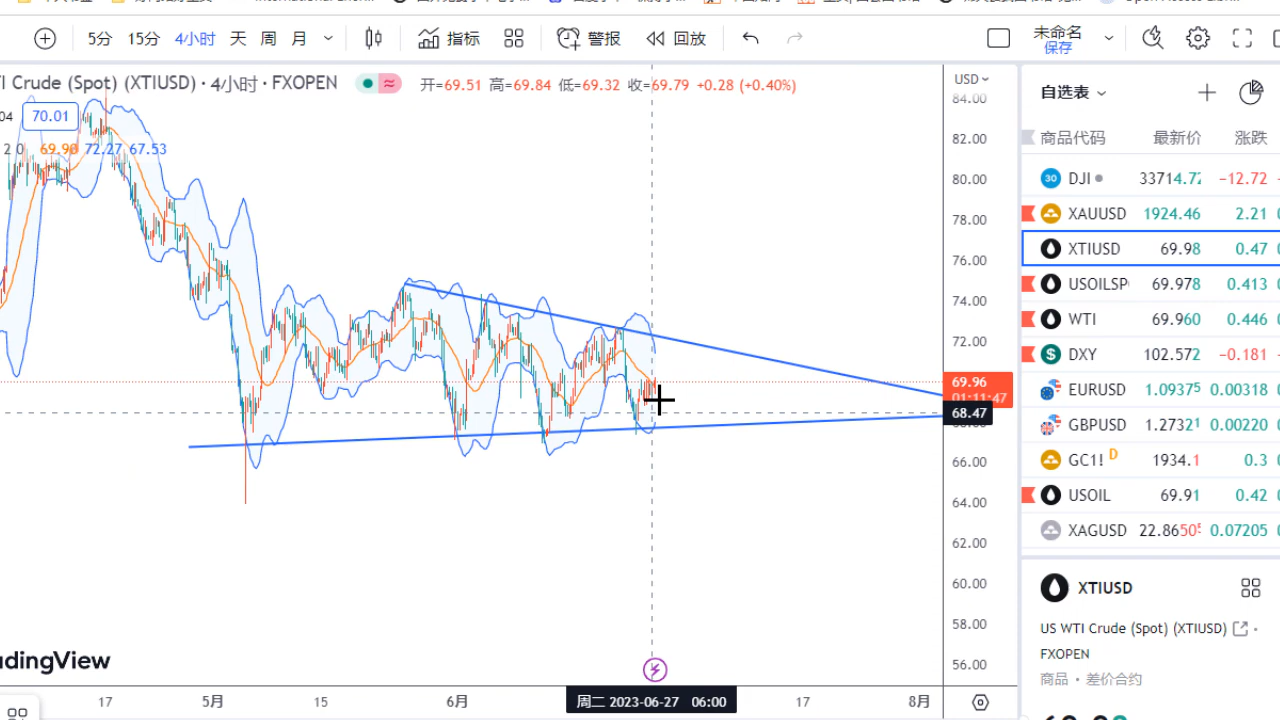 5分 15分 4小时 天 周 月 指标 警报 回放 未命名
保存
I Crude (Spot) (XTIUSD) · 4小时 · FXOPEN 开=69.51 高=69.84 低=69.32 收=69.79 +0.28 (+0.40%)
04 70.01
2 0 69.90 72.27 67.53
USD
84.00
82.00
80.00
78.00
76.00
74.00
72.00
69.96
01:11:47
68.47
66.00
64.00
62.00
60.00
58.00
56.00
adingView
17 5月 15 6月 周二 2023-06-27 06:00 17 8月
自选表
商品代码 最新价 涨跌
30 DJI 33714.72 −12.72
XAUUSD 1924.46 2.21
XTIUSD 69.98 0.47
USOILSP 69.978 0.413
WTI 69.960 0.446
$ DXY 102.572 −0.181
EURUSD 1.09375 0.00318
GBPUSD 1.27321 0.00220
GC1! D 1934.1 0.3
USOIL 69.91 0.42
XAGUSD 22.8650 0.07205
XTIUSD
US WTI Crude (Spot) (XTIUSD)
FXOPEN
商品 · 差价合约